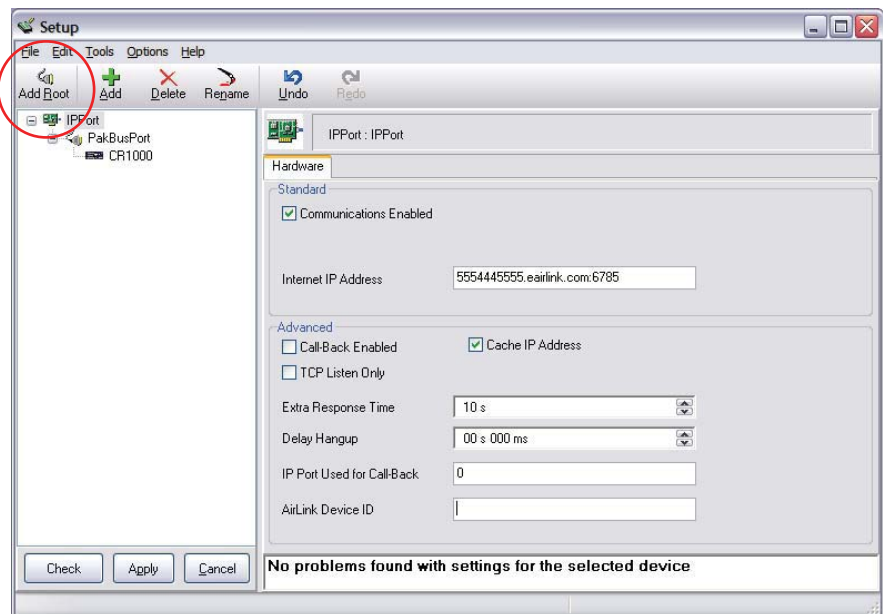 Setup
File Edit Tools Options Help
Add Root Add Delete Rename Undo Redo
IPPort
PakBusPort
CR1000
IPPort : IPPort
Hardware
Standard
Communications Enabled
Internet IP Address 5554445555.eairlink.com:6785
Advanced
Call-Back Enabled Cache IP Address
TCP Listen Only
Extra Response Time 10 s
Delay Hangup 00 s 000 ms
IP Port Used for Call-Back 0
AirLink Device ID
Check Apply Cancel
No problems found with settings for the selected device